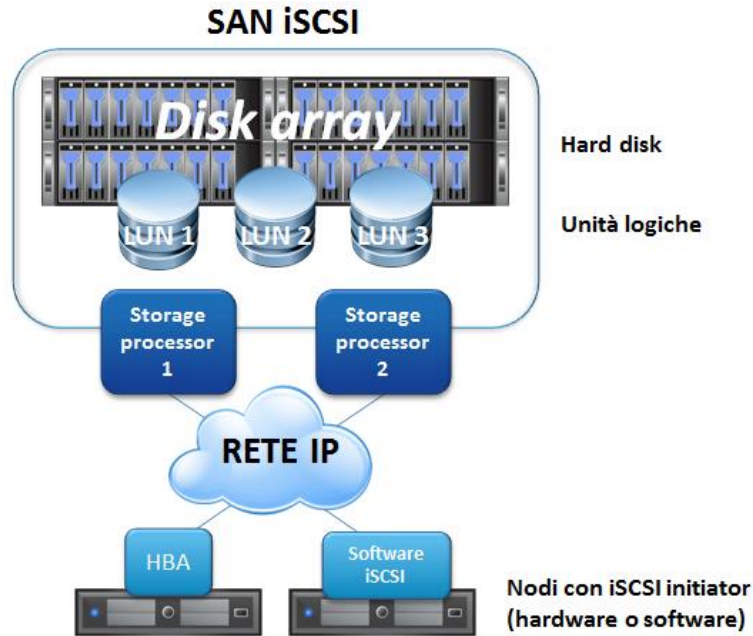 SAN iSCSI
Disk array
Hard disk
LUN 1
LUN 2
LUN 3
Unità logiche
Storage
processor
1
Storage
processor
2
RETE IP
HBA
Software
iSCSI
Nodi con iSCSI initiator
(hardware o software)